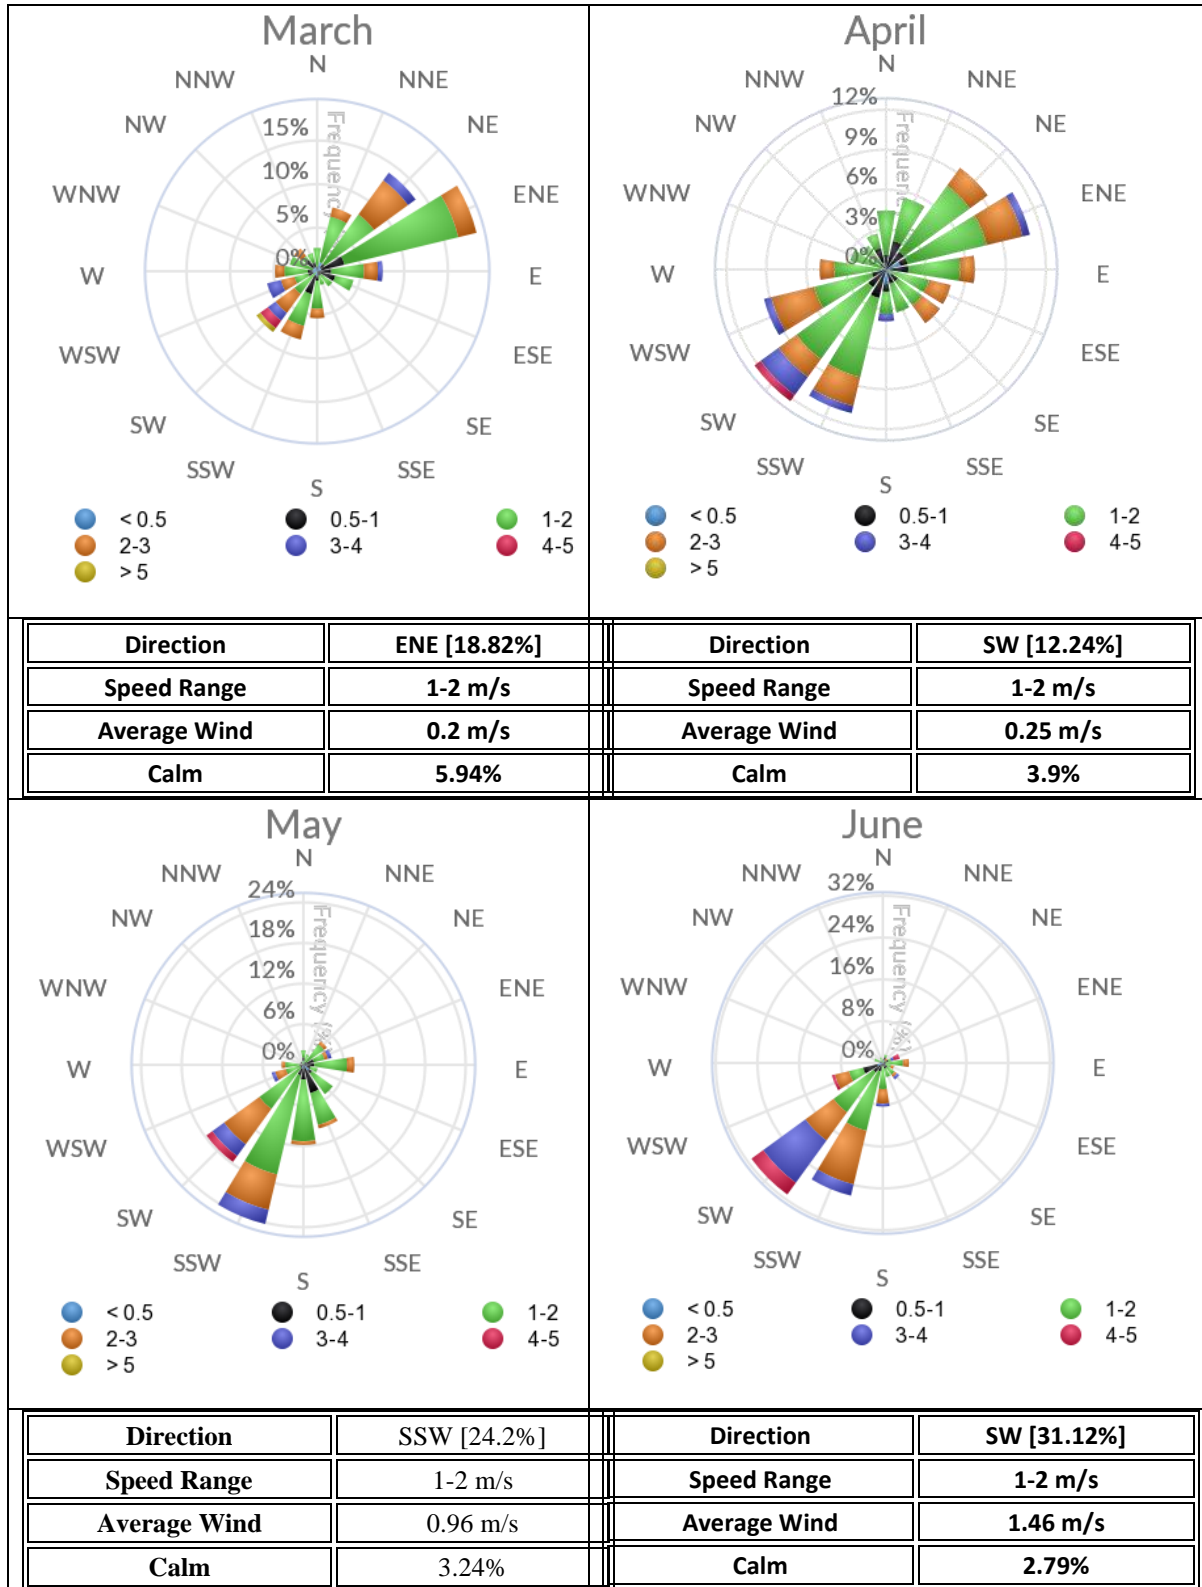 March
N
NNW
NNE
NW
NE
15%
10%
5%
0%
WNW
ENE
W
E
WSW
ESE
SW
SE
SSW
SSE
S
< 0.5
0.5-1
1-2
2-3
3-4
4-5
> 5
April
N
NNW
NNE
12%
NW
NE
9%
6%
3%
0%
WNW
ENE
W
E
WSW
ESE
SW
SE
SSW
SSE
S
< 0.5
0.5-1
1-2
2-3
3-4
4-5
> 5
Direction ENE [18.82%]
Speed Range 1-2 m/s
Average Wind 0.2 m/s
Calm 5.94%
Direction SW [12.24%]
Speed Range 1-2 m/s
Average Wind 0.25 m/s
Calm 3.9%
May
N
NNW
NNE
24%
NW
NE
Frequency (%)
18%
12%
6%
0%
WNW
ENE
W
E
WSW
ESE
SW
SE
SSW
SSE
S
< 0.5
0.5-1
1-2
2-3
3-4
4-5
> 5
June
N
NNW
NNE
32%
NW
NE
Frequency (%)
24%
16%
8%
0%
WNW
ENE
W
E
WSW
ESE
SW
SE
SSW
SSE
S
< 0.5
0.5-1
1-2
2-3
3-4
4-5
> 5
Direction SSW [24.2%]
Speed Range 1-2 m/s
Average Wind 0.96 m/s
Calm 3.24%
Direction SW [31.12%]
Speed Range 1-2 m/s
Average Wind 1.46 m/s
Calm 2.79%